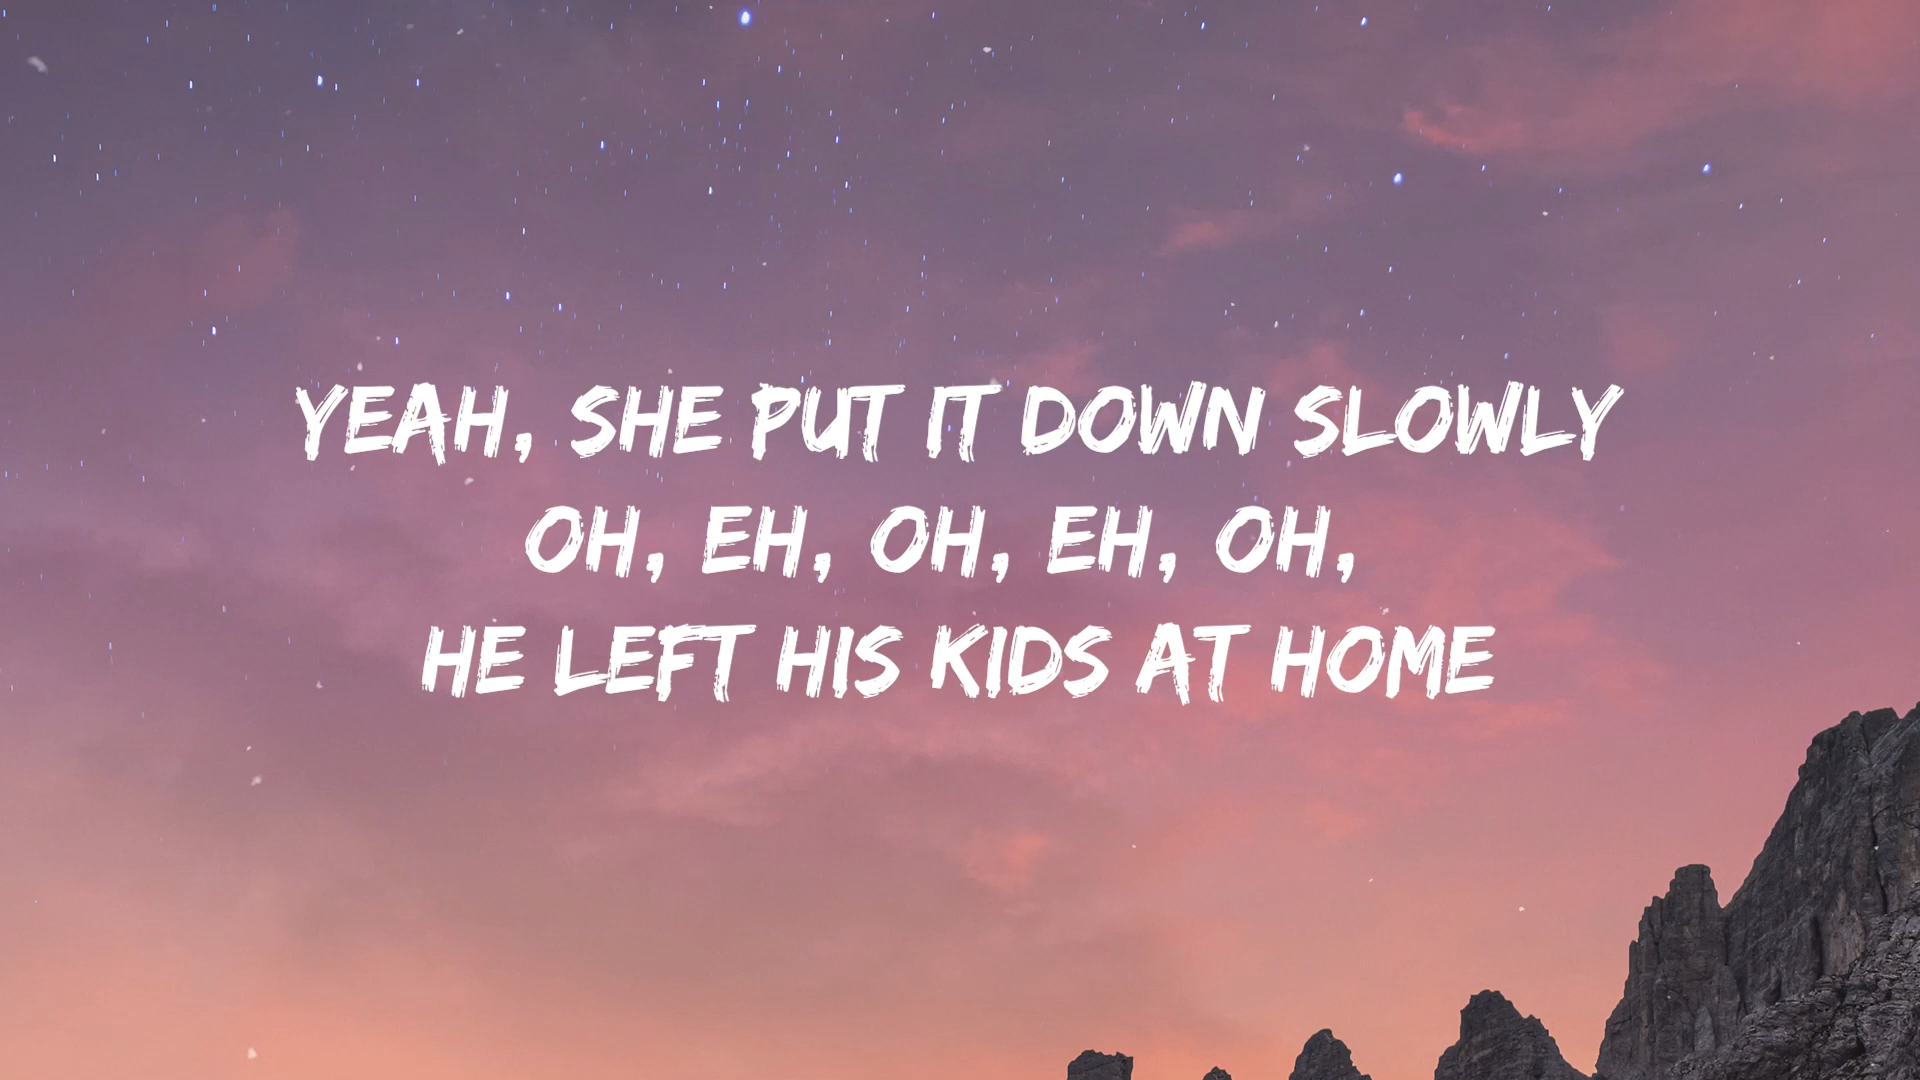 YEAH, SHE PUT IT DOWN SLOWLY
OH, EH, OH, EH, OH,
HE LEFT HIS KIDS AT HOME